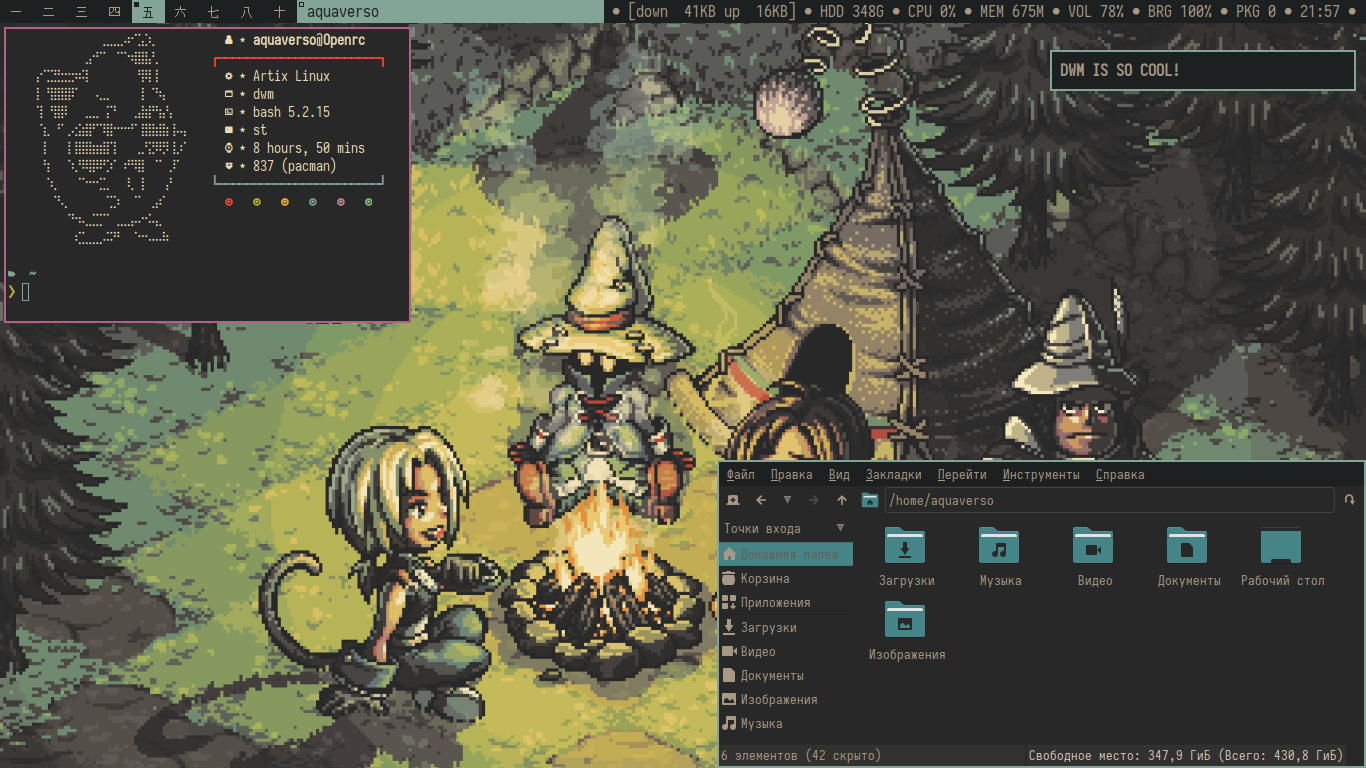 一 二 三 四 五 六 七 八 十 aquaverso • [down 41KB up 16KB] • HDD 348G • CPU 0% • MEM 675M • VOL 78% • BRG 100% • PKG 0 • 21:57 •
aquaverso@Openrc
Artix Linux
dwm
bash 5.2.15
st
8 hours, 50 mins
837 (pacman)
~
❯
DWM IS SO COOL!
Файл Правка Вид Закладки Перейти Инструменты Справка
/home/aquaverso
Точки входа
Домашняя папка
Корзина
Приложения
Загрузки
Видео
Документы
Изображения
Музыка
Загрузки Музыка Видео Документы Рабочий стол
Изображения
6 элементов (42 скрыто) Свободное место: 347,9 ГиБ (Всего: 430,8 ГиБ)